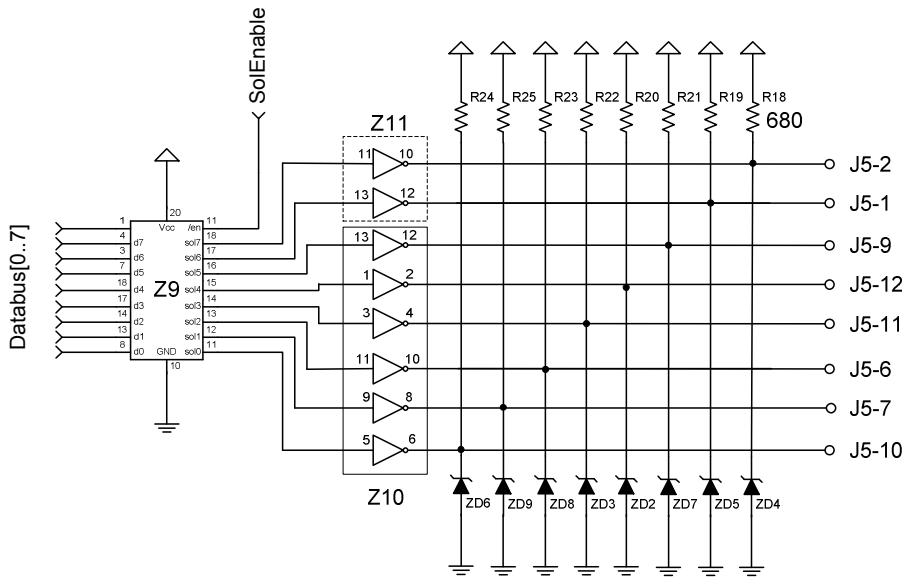 SolEnable
R24 R25 R23 R22 R20 R21 R19 R18
680
Z11
11 10 J5-2
13 12 J5-1
13 12 J5-9
1 2 J5-12
3 4 J5-11
11 10 J5-6
9 8 J5-7
5 6 J5-10
Z10
Databus[0..7]
20
Vcc
1 /en 11
4 d7 sol7 18
3 d6 sol6 17
7 d5 sol5 16
18 d4 sol4 15
17 d3 sol3 14
14 d2 sol2 13
13 d1 sol1 12
8 d0 GND sol0 11
Z9
10
ZD6 ZD9 ZD8 ZD3 ZD2 ZD7 ZD5 ZD4